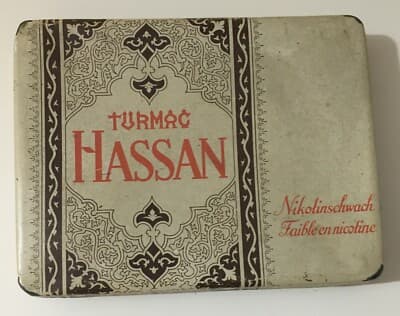 TURMAC
HASSAN
Nikotinschwach
Faible en nicotine